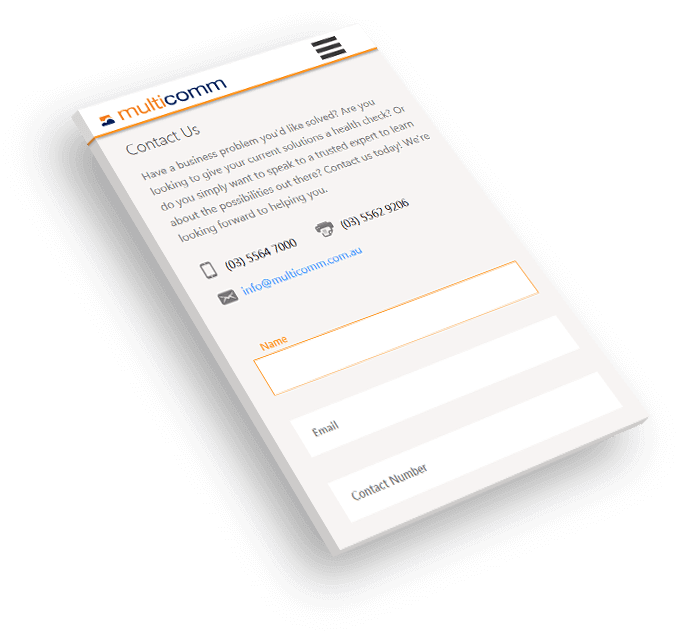 multicomm
Contact Us
Have a business problem you'd like solved? Are you
looking to give your current solutions a health check? Or
do you simply want to speak to a trusted expert to learn
about the possibilities out there? Contact us today! We're
looking forward to helping you.
(03) 5564 7000 (03) 5562 9206
info@multicomm.com.au
Name
Email
Contact Number